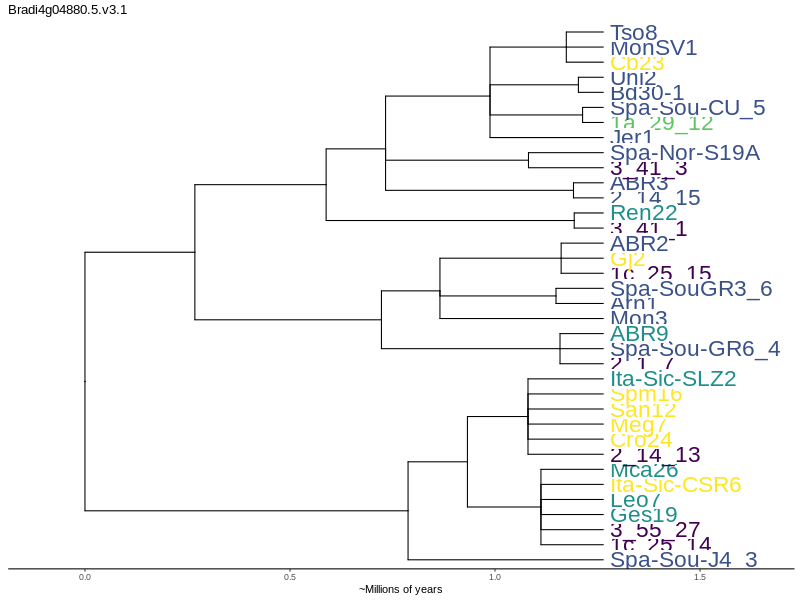 Bradi4g04880.5.v3.1
Tso8
MonSV1
Cb23
Uni2
Bd30-1
Spa-Sou-CU_5
1a_29_12
Jer1
Spa-Nor-S19A
3_41_3
ABR3
2_14_15
Ren22
3_41_1
ABR2
Gj2
1c_25_15
Spa-SouGR3_6
Arn1
Mon3
ABR9
Spa-Sou-GR6_4
2_1_7
Ita-Sic-SLZ2
Spm16
San12
Meg7
Cro24
2_14_13
Mca26
Ita-Sic-CSR6
Leo7
Ges19
3_55_27
1c_25_14
Spa-Sou-J4_3
0.0 0.5 1.0 1.5
~Millions of years